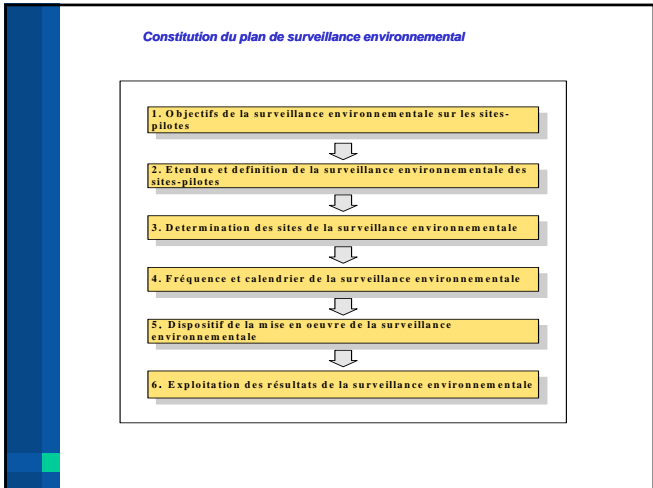 Constitution du plan de surveillance environnemental
1. Objectifs de la surveillance environnementale sur les sites-
pilotes
2. Etendue et definition de la surveillance environnementale des
sites-pilotes
3. Determination des sites de la surveillance environnementale
4. Fréquence et calendrier de la surveillance environnementale
5. Dispositif de la mise en oeuvre de la surveillance
environnementale
6. Exploitation des résultats de la surveillance environnementale